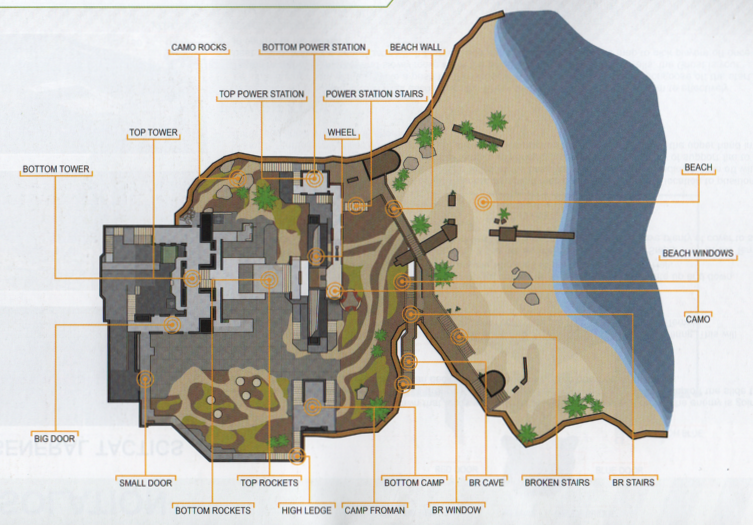 CAMO ROCKS
BOTTOM POWER STATION
BEACH WALL
TOP POWER STATION
POWER STATION STAIRS
TOP TOWER
WHEEL
BOTTOM TOWER
BEACH
BEACH WINDOWS
CAMO
BIG DOOR
SMALL DOOR
TOP ROCKETS
BOTTOM CAMP
BR CAVE
BROKEN STAIRS
BR STAIRS
BOTTOM ROCKETS
HIGH LEDGE
CAMP FROMAN
BR WINDOW
GENERAL TACTICS